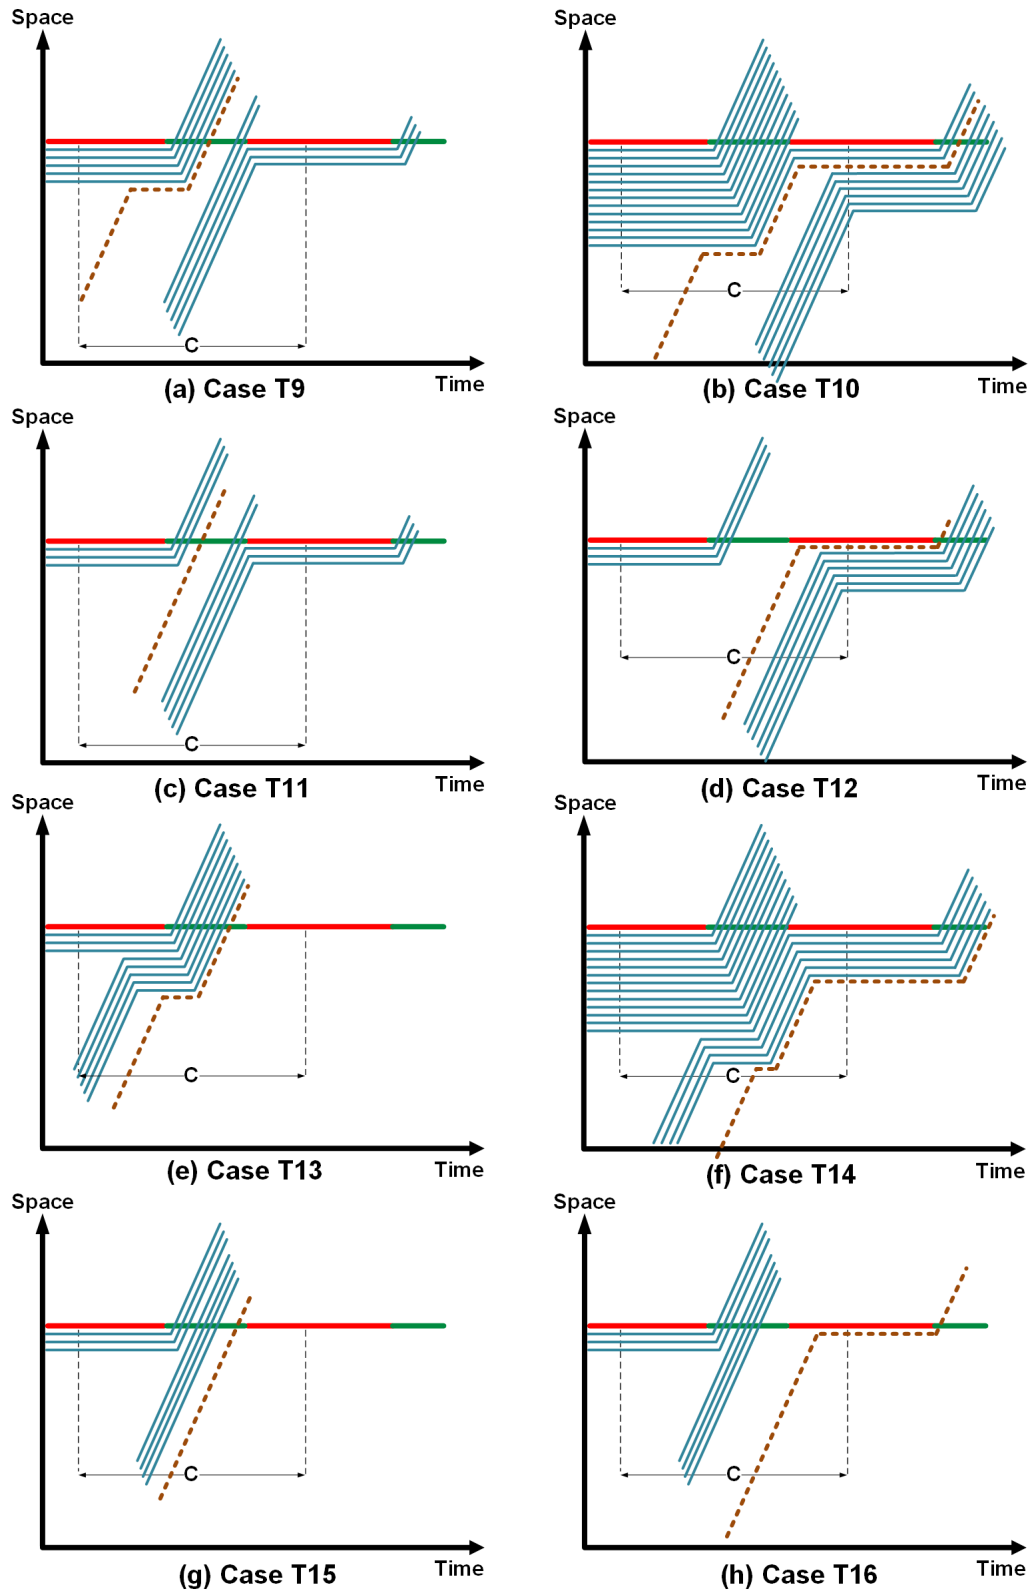 Space
Space
C
C
Time
Time
(a) Case T9
(b) Case T10
Space
Space
C
C
Time
Time
(c) Case T11
(d) Case T12
Space
Space
C
C
Time
Time
(e) Case T13
(f) Case T14
Space
Space
C
C
Time
Time
(g) Case T15
(h) Case T16